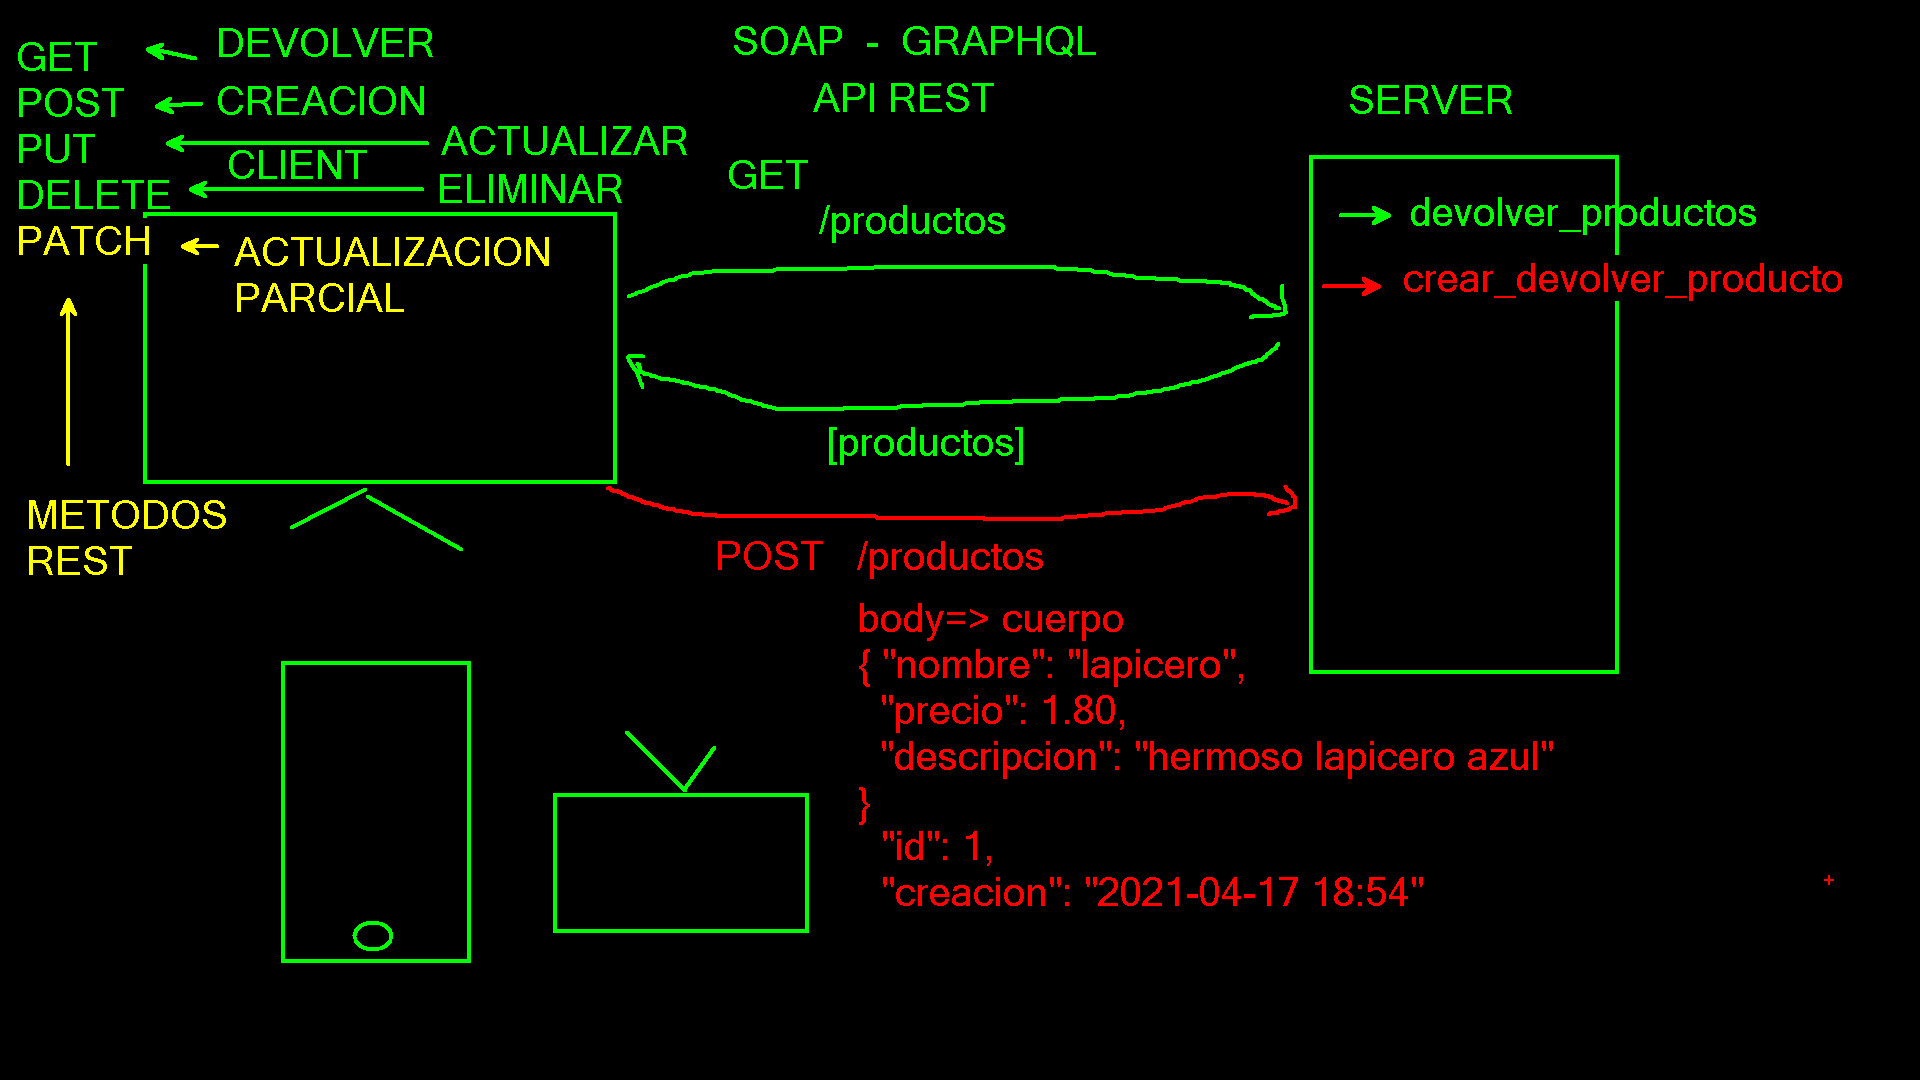 GET
DEVOLVER
POST
CREACION
PUT
ACTUALIZAR
CLIENT
DELETE
ELIMINAR
PATCH
ACTUALIZACION
PARCIAL
METODOS
REST
SOAP - GRAPHQL
API REST
GET
/productos
[productos]
SERVER
devolver_productos
crear_devolver_producto
POST /productos
body=> cuerpo
{ "nombre": "lapicero",
"precio": 1.80,
"descripcion": "hermoso lapicero azul"
}
"id": 1,
"creacion": "2021-04-17 18:54"